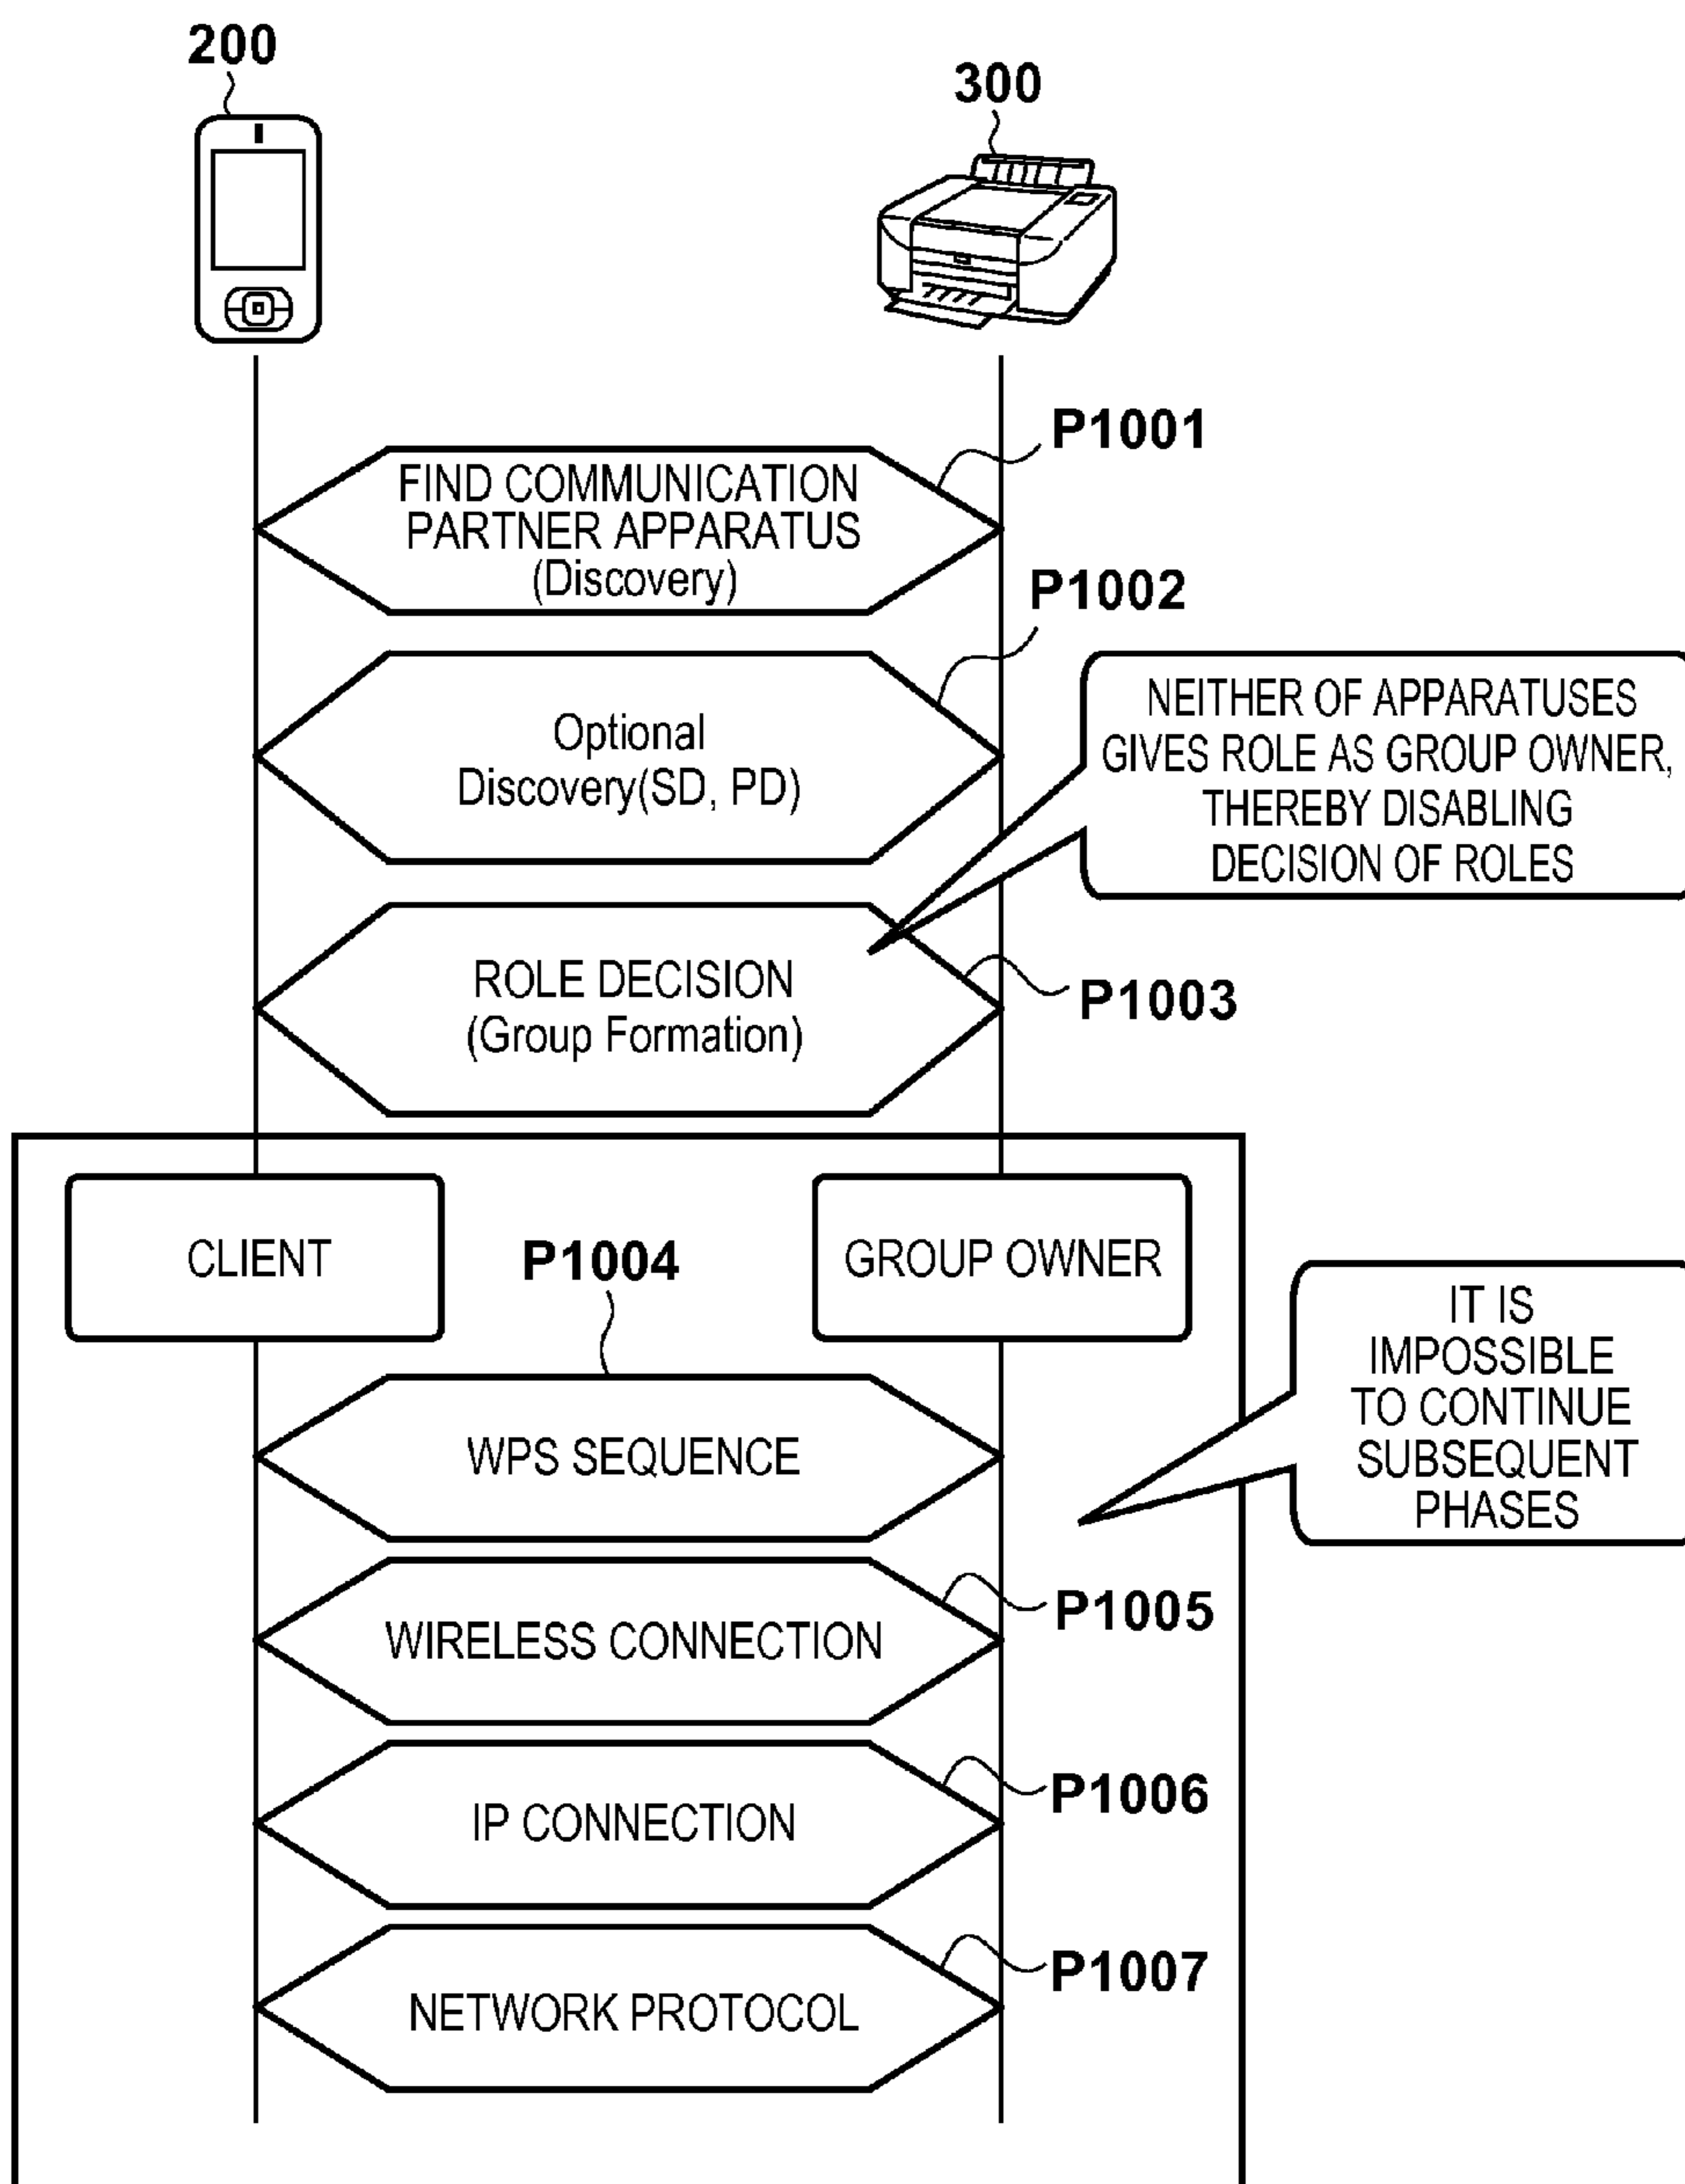 200
300
P1001
FIND COMMUNICATION
PARTNER APPARATUS
(Discovery)
P1002
Optional
Discovery(SD, PD)
NEITHER OF APPARATUSES
GIVES ROLE AS GROUP OWNER,
THEREBY DISABLING
DECISION OF ROLES
ROLE DECISION
(Group Formation)
P1003
CLIENT
P1004
GROUP OWNER
IT IS
IMPOSSIBLE
TO CONTINUE
SUBSEQUENT
PHASES
WPS SEQUENCE
P1005
WIRELESS CONNECTION
P1006
IP CONNECTION
P1007
NETWORK PROTOCOL